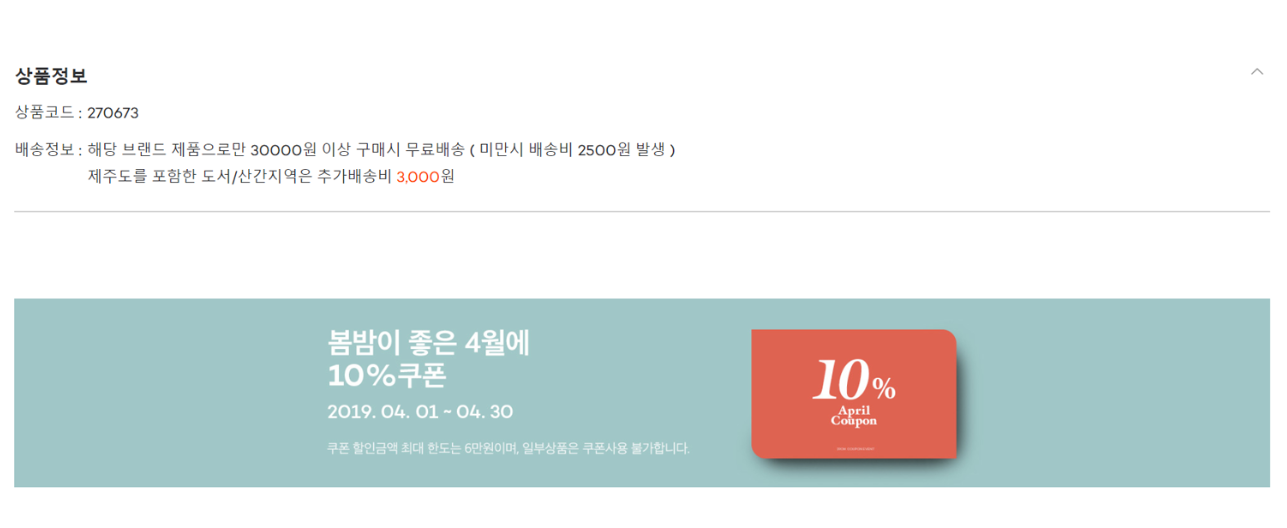 상품정보
상품코드 : 270673
배송정보 : 해당 브랜드 제품으로만 30000원 이상 구매시 무료배송 ( 미만시 배송비 2500원 발생 )
제주도를 포함한 도서/산간지역은 추가배송비 3,000원
봄밤이 좋은 4월에
10%쿠폰
2019. 04. 01 ~ 04. 30
쿠폰 할인금액 최대 한도는 6만원이며, 일부상품은 쿠폰사용 불가합니다.
10%
April
Coupon